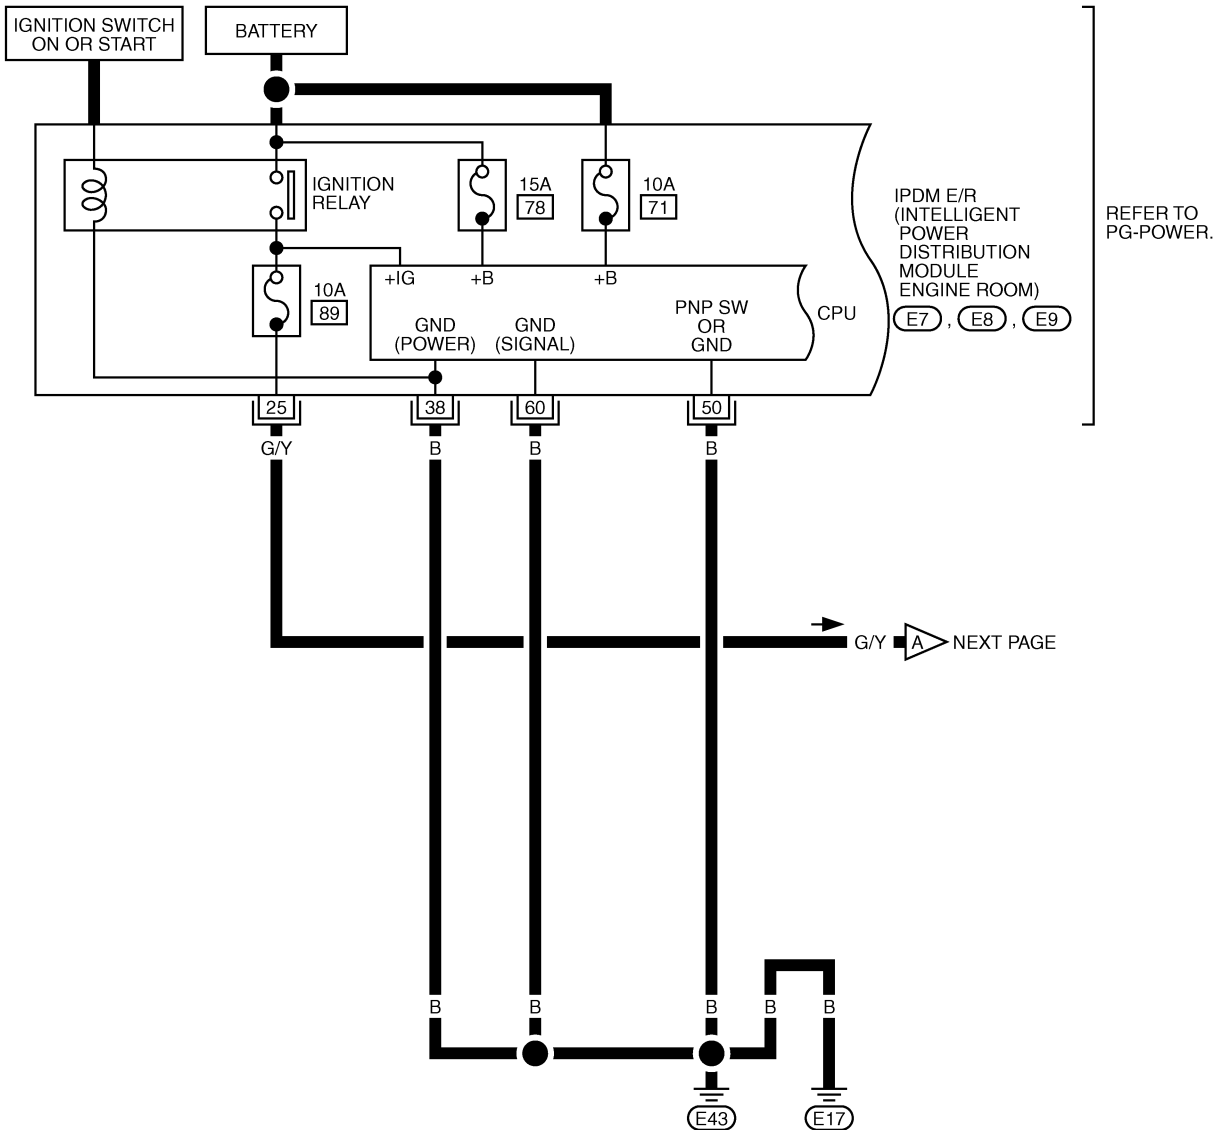 IGNITION SWITCH
ON OR START
BATTERY
IGNITION
RELAY
15A
78
10A
71
10A
89
+IG
+B
+B
GND
(POWER)
GND
(SIGNAL)
PNP SW
OR
GND
CPU
IPDM E/R
(INTELLIGENT
POWER
DISTRIBUTION
MODULE
ENGINE ROOM)
E7 , E8 , E9
REFER TO
PG-POWER.
25
38
60
50
G/Y
B
B
B
G/Y
A
NEXT PAGE
B
B
B
B
B
E43
E17